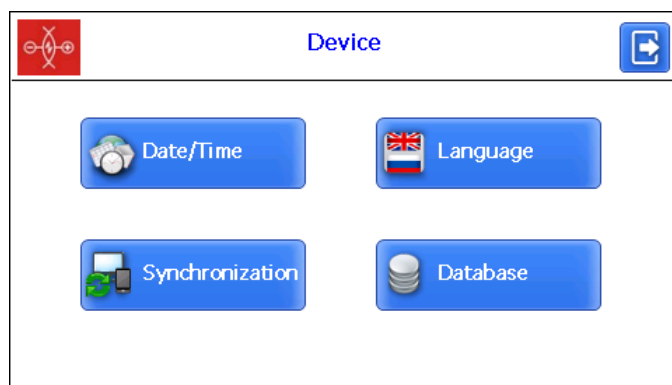 Device
Date/Time
Language
Synchronization
Database